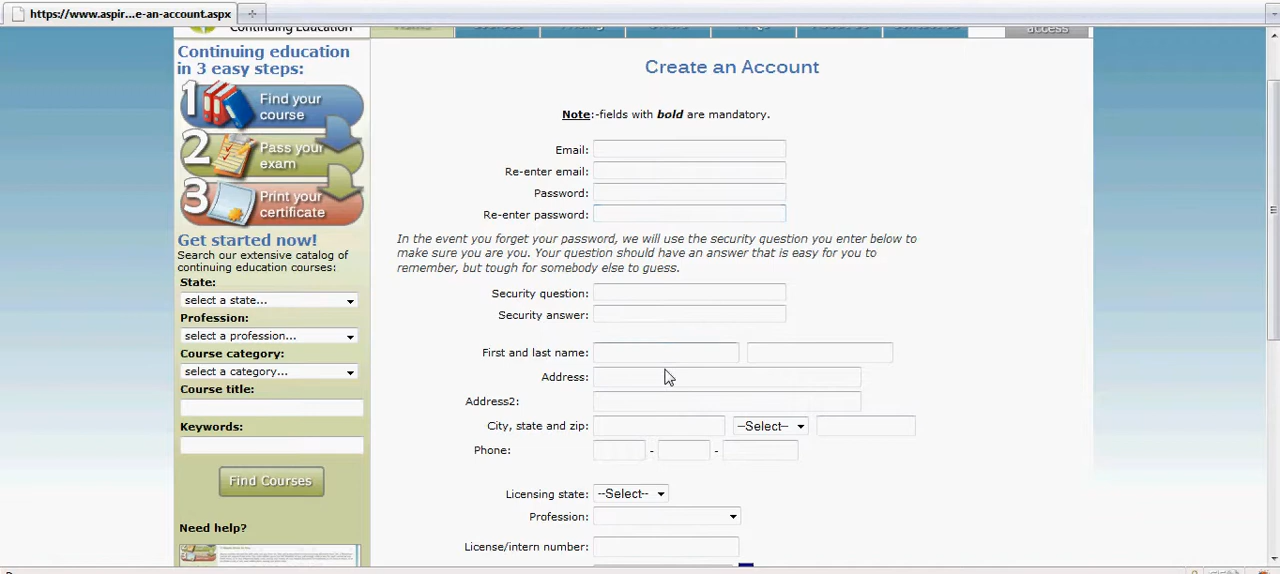 https://www.aspir...e-an-account.aspx
Continuing Education
access
Continuing education
in 3 easy steps:
1 Find your
course
2 Pass your
exam
3 Print your
certificate
Get started now!
Search our extensive catalog of
continuing education courses:
State:
select a state...
Profession:
select a profession...
Course category:
select a category...
Course title:
Keywords:
Find Courses
Need help?
Create an Account
Note:-fields with bold are mandatory.
Email:
Re-enter email:
Password:
Re-enter password:
In the event you forget your password, we will use the security question you enter below to
make sure you are you. Your question should have an answer that is easy for you to
remember, but tough for somebody else to guess.
Security question:
Security answer:
First and last name:
Address:
Address2:
City, state and zip: --Select--
Phone: - -
Licensing state: --Select--
Profession:
License/intern number: